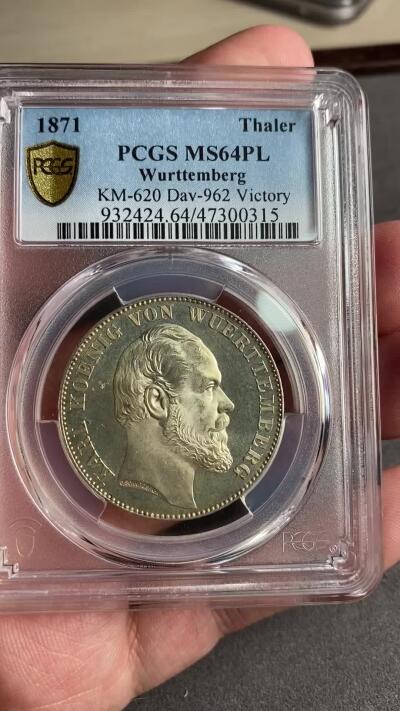 1871 Thaler
PCGS MS64PL
Wurttemberg
KM-620 Dav-962 Victory
932424.64/47300315
PCGS
KARL KOENIG VON WUERTTEMBERG
PCGS